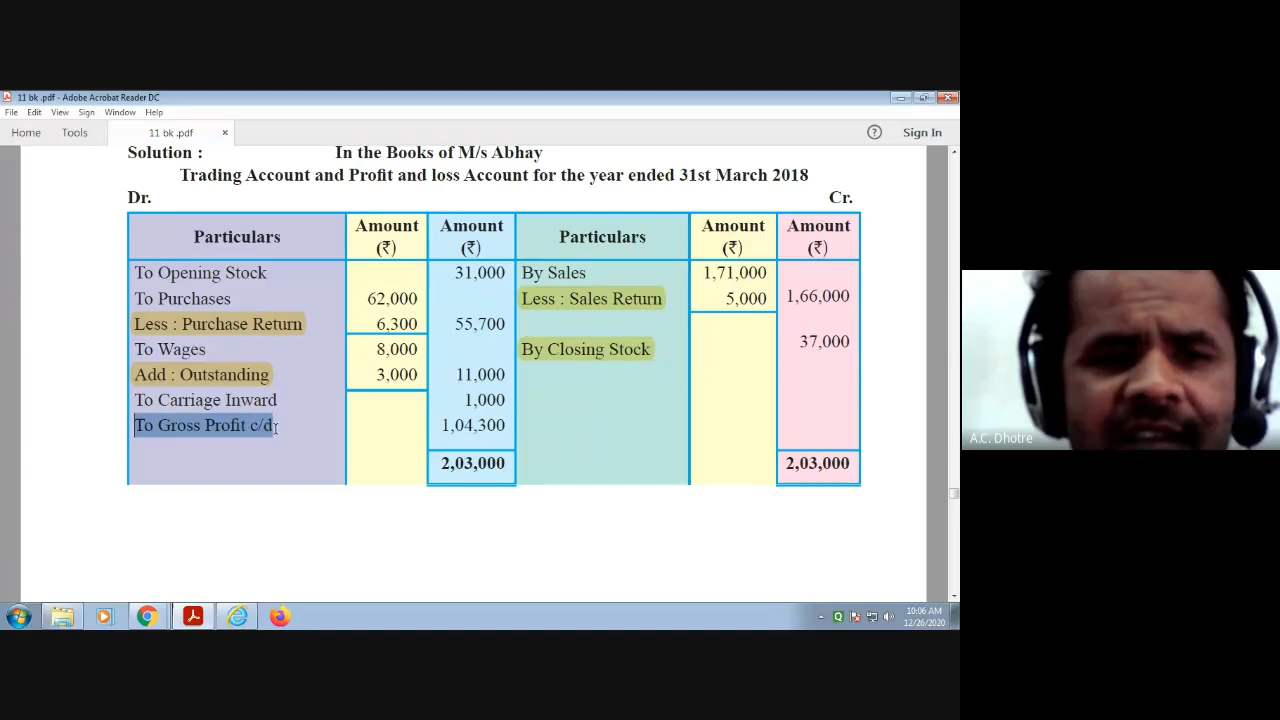 11 bk .pdf - Adobe Acrobat Reader DC
File Edit View Sign Window Help
Home Tools 11 bk .pdf × ? Sign In
Solution : In the Books of M/s Abhay
Trading Account and Profit and loss Account for the year ended 31st March 2018
Dr. Cr.
Particulars Amount (₹) Amount (₹) Particulars Amount (₹) Amount (₹)
To Opening Stock 31,000 By Sales 1,71,000
To Purchases 62,000 Less : Sales Return 5,000 1,66,000
Less : Purchase Return 6,300 55,700
To Wages 8,000 By Closing Stock 37,000
Add : Outstanding 3,000 11,000
To Carriage Inward 1,000
To Gross Profit c/d 1,04,300
2,03,000 2,03,000
A.C. Dhotre
10:06 AM
12/26/2020